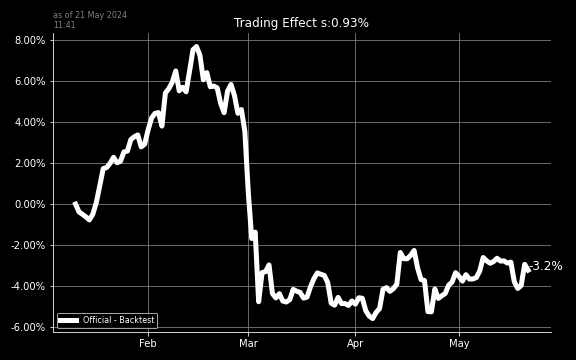 as of 21 May 2024
11:41
Trading Effect s:0.93%
8.00%
6.00%
4.00%
2.00%
0.00%
-2.00%
-4.00%
-6.00%
-3.2%
Official - Backtest
Feb
Mar
Apr
May